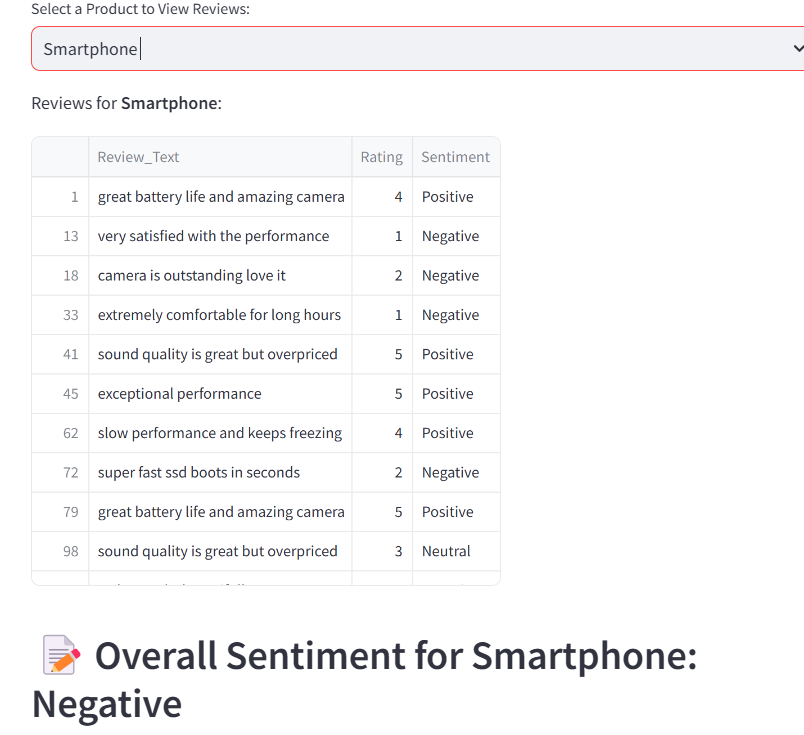 Select a Product to View Reviews:
Smartphone
Reviews for Smartphone:
Review_Text Rating Sentiment
1 great battery life and amazing camera 4 Positive
13 very satisfied with the performance 1 Negative
18 camera is outstanding love it 2 Negative
33 extremely comfortable for long hours 1 Negative
41 sound quality is great but overpriced 5 Positive
45 exceptional performance 5 Positive
62 slow performance and keeps freezing 4 Positive
72 super fast ssd boots in seconds 2 Negative
79 great battery life and amazing camera 5 Positive
98 sound quality is great but overpriced 3 Neutral
Overall Sentiment for Smartphone:
Negative